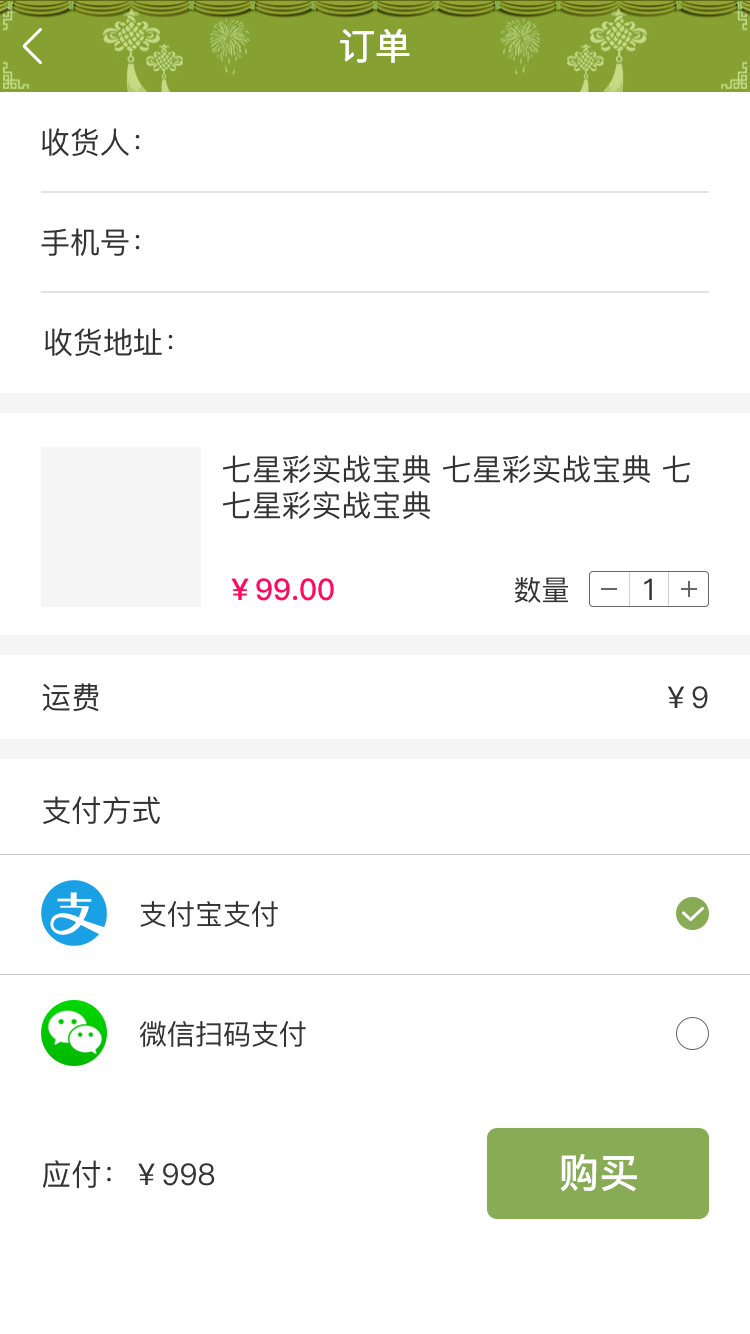 订单
收货人：
手机号：
收货地址：
七星彩实战宝典 七星彩实战宝典 七
七星彩实战宝典
￥99.00
数量 1
运费 ￥9
支付方式
支 支付宝支付
微信扫码支付
应付：￥998
购买